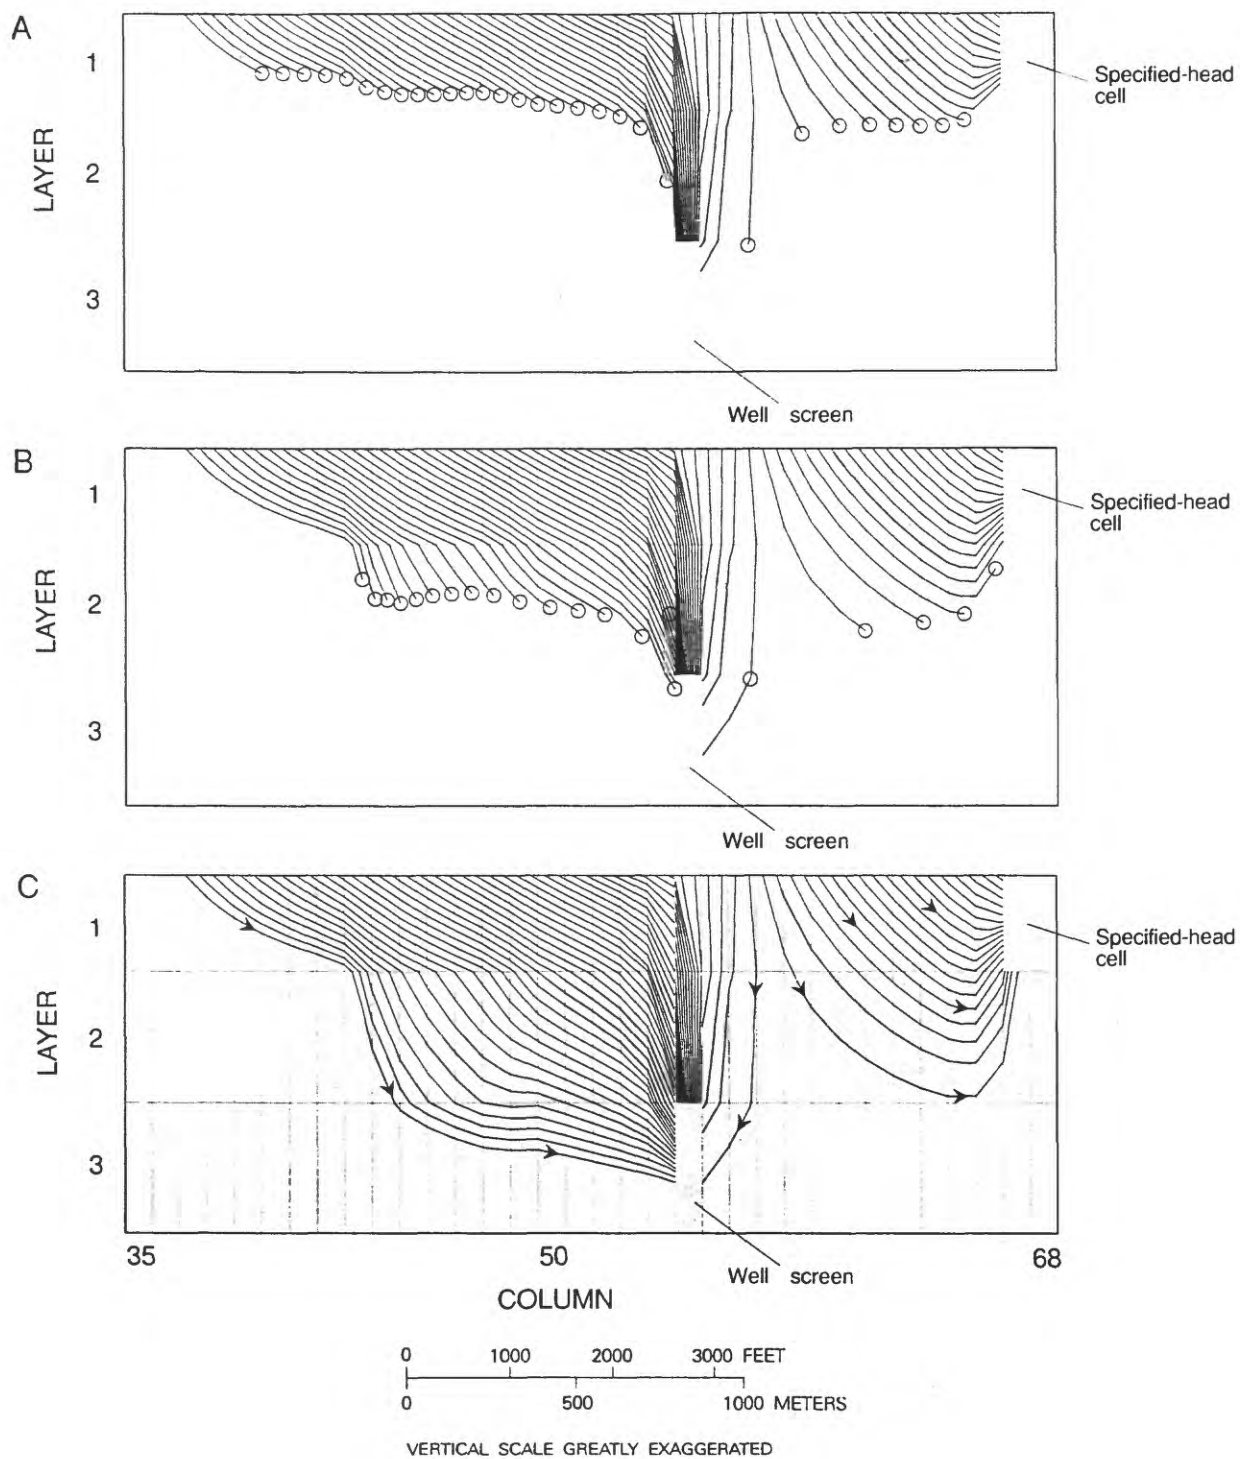 A
1
LAYER
2
3
Specified-head
cell
Well screen
B
1
LAYER
2
3
Specified-head
cell
Well screen
C
1
LAYER
2
3
Specified-head
cell
Well screen
35 50 68
COLUMN
0 1000 2000 3000 FEET
0 500 1000 METERS
VERTICAL SCALE GREATLY EXAGGERATED